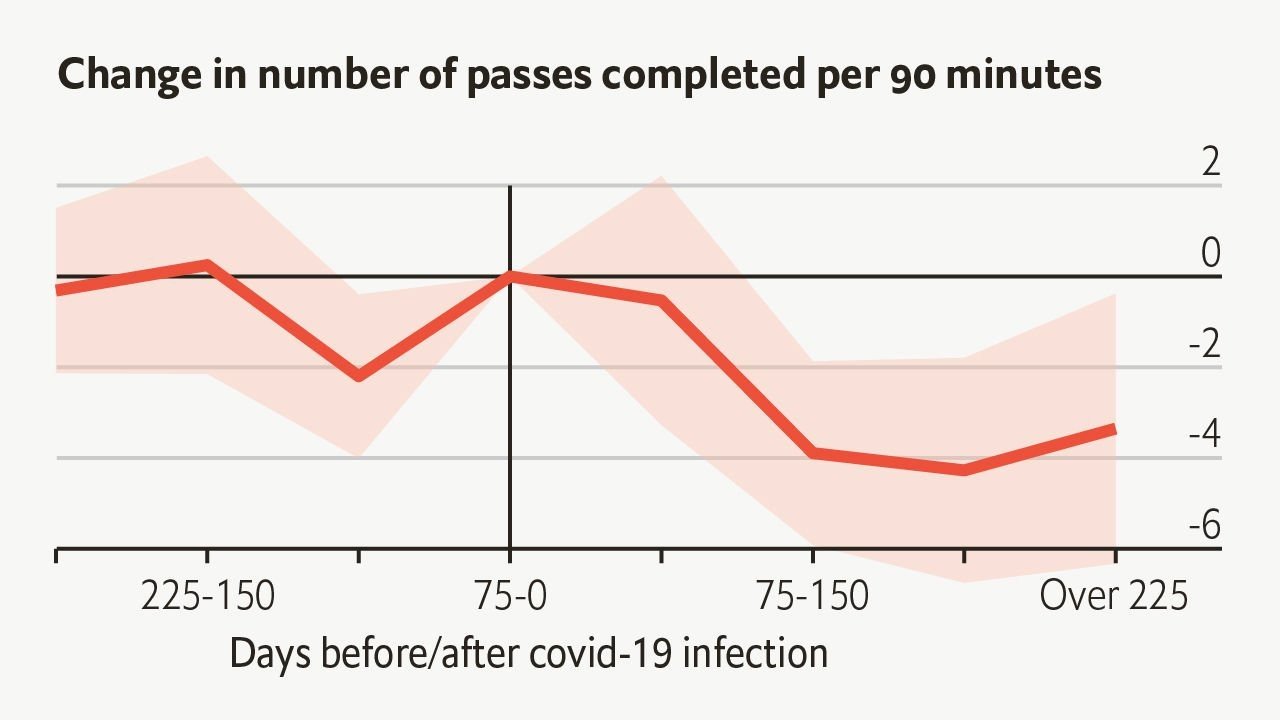 Change in number of passes completed per 90 minutes
2
0
-2
-4
-6
225-150 75-0 75-150 Over 225
Days before/after covid-19 infection